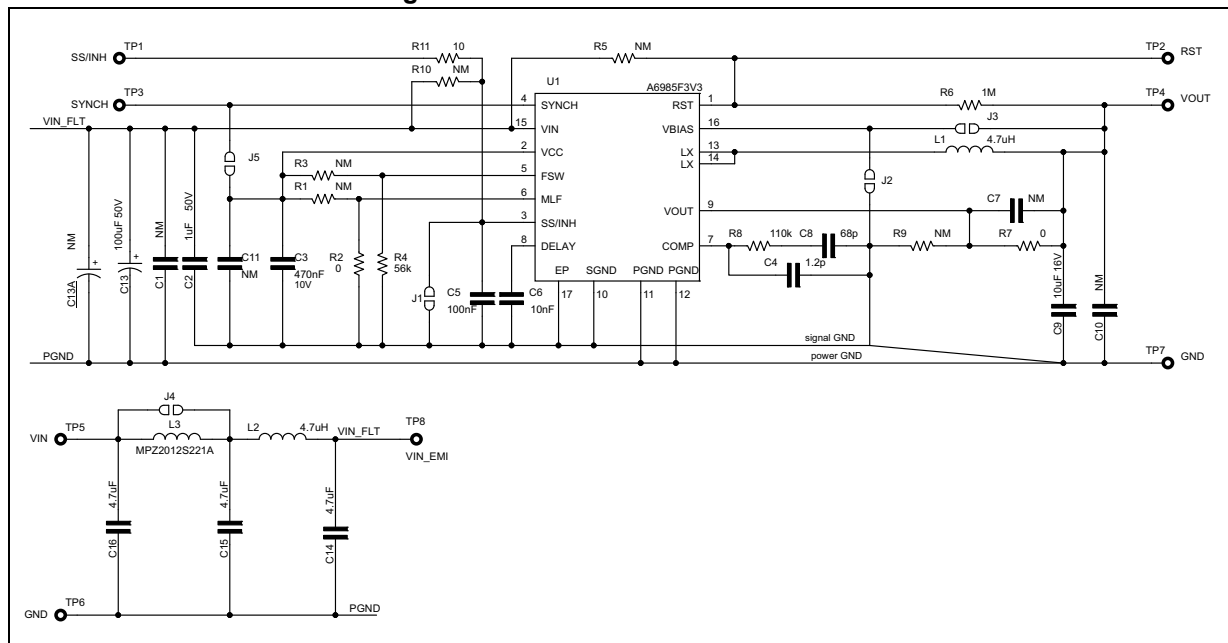 g
SS/INH TP1
R11 10
R10 NM
R5 NM
TP2 RST
U1
A6985F3V3
SYNCH TP3
4 SYNCH
RST 1
R6 1M
TP4 VOUT
VIN_FLT
15 VIN
VBIAS 16
J3
2 VCC
LX 13
LX 14
L1 4.7uH
J5
R3 NM
5 FSW
J2
R1 NM
6 MLF
3 SS/INH
VOUT 9
C7 NM
8 DELAY
COMP 7
R8 110k
C8 68p
R9 NM
R7 0
C4 1.2p
NM
C13A
100uF 50V
C13
NM
C1
1uF 50V
C2
C11
NM
C3
470nF
10V
R2
0
R4
56k
J1
C5
100nF
C6
10nF
EP SGND PGND PGND
17 10 11 12
10uF 16V
C9
NM
C10
signal GND
PGND
power GND
TP7 GND
J4
VIN TP5
L3
MPZ2012S221A
L2 4.7uH
VIN_FLT
TP8
VIN_EMI
4.7uF
C16
4.7uF
C15
4.7uF
C14
GND TP6
PGND